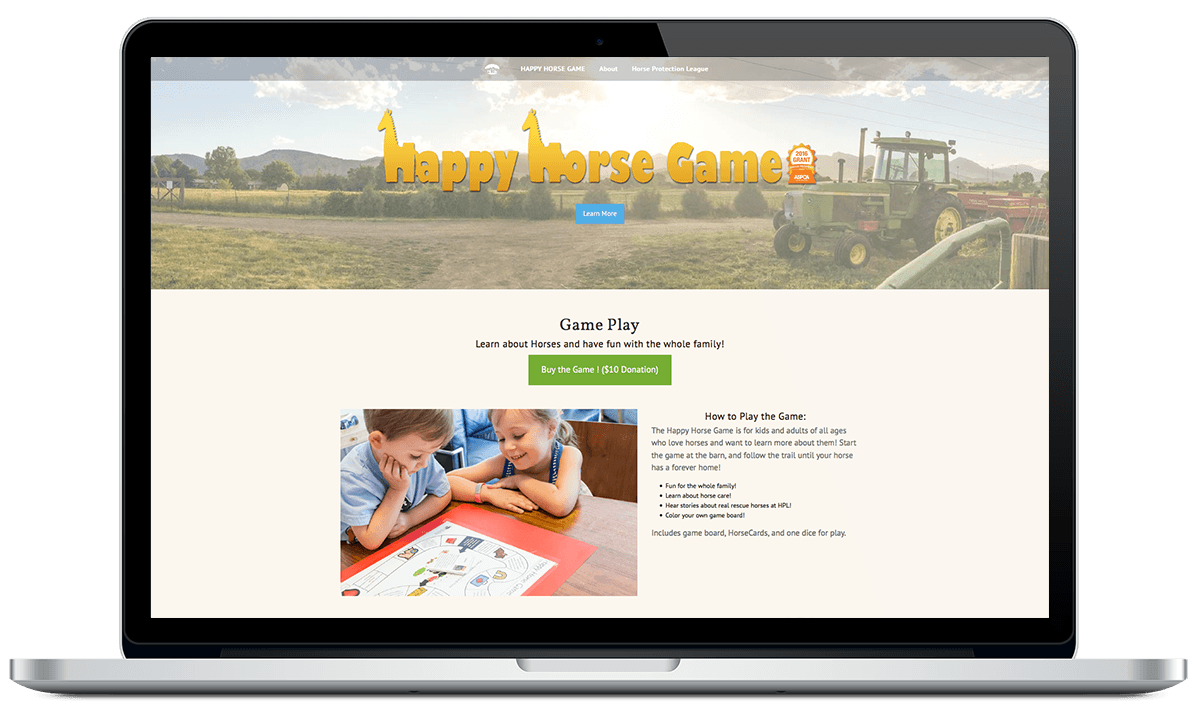 HAPPY HORSE GAME About Horse Protection League
Happy Horse Game
2016
GRANT
ASPCA
Learn More
Game Play
Learn about Horses and have fun with the whole family!
Buy the Game ! ($10 Donation)
How to Play the Game:
The Happy Horse Game is for kids and adults of all ages
who love horses and want to learn more about them! Start
the game at the barn, and follow the trail until your horse
has a forever home!
• Fun for the whole family!
• Learn about horse care!
• Hear stories about real rescue horses at HPL!
• Color your own game board!
Includes game board, HorseCards, and one dice for play.
Happy Horse Game